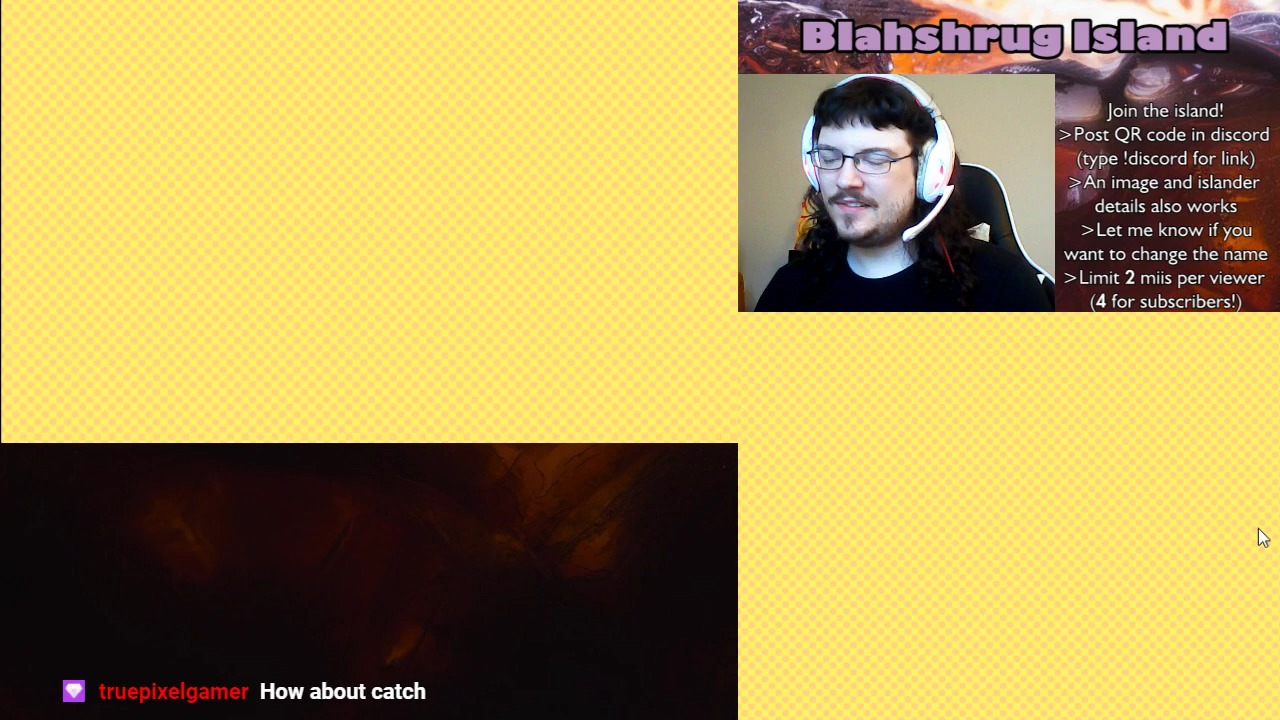 Blahshrug Island
Join the island!
>Post QR code in discord
(type !discord for link)
>An image and islander
details also works
>Let me know if you
want to change the name
>Limit 2 miis per viewer
(4 for subscribers!)
truepixelgamer How about catch